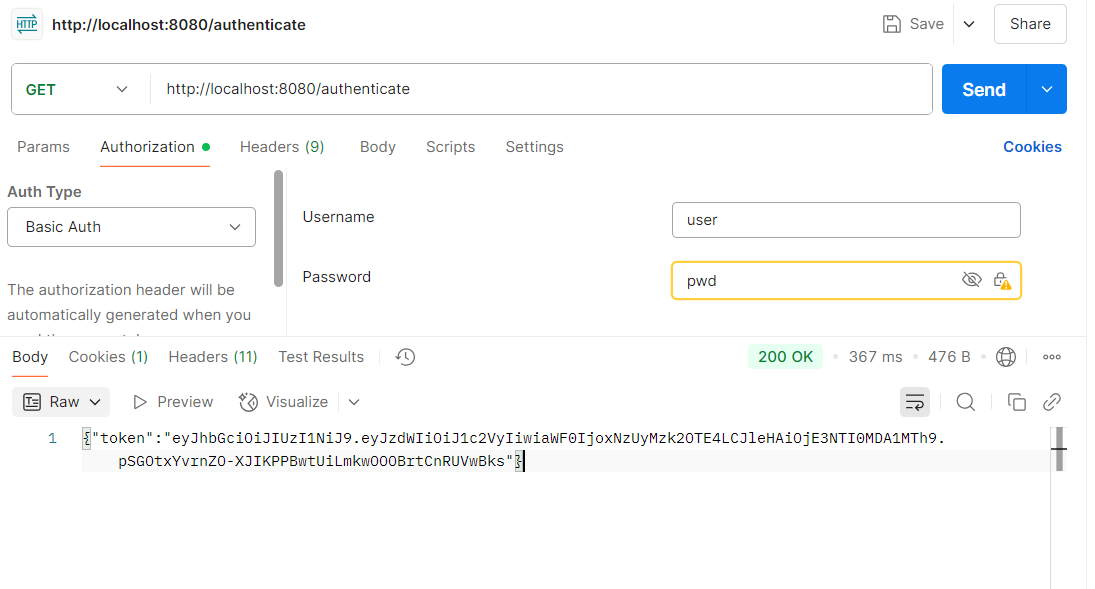 HTTP http://localhost:8080/authenticate Save Share
GET http://localhost:8080/authenticate Send
Params Authorization Headers (9) Body Scripts Settings Cookies
Auth Type
Basic Auth
Username user
Password pwd
The authorization header will be
automatically generated when you
Body Cookies (1) Headers (11) Test Results 200 OK 367 ms 476 B
Raw Preview Visualize
1 {"token":"eyJhbGciOiJIUzI1NiJ9.eyJzdWIiOiJ1c2VyIiwiaWF0IjoxNzUyMzk2OTE4LCJleHAiOjE3NTI0MDA1MTh9.
pSGOtxYvrnZO-XJIKPPBwtUiLmkwOOOBrtCnRUVwBks"}